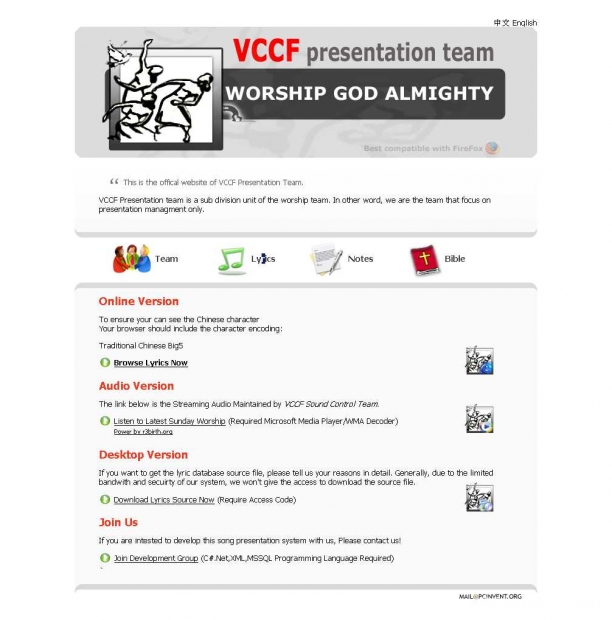 中文 English
VCCF presentation team
WORSHIP GOD ALMIGHTY
Best compatible with FireFox
“ This is the offical website of VCCF Presentation Team.
VCCF Presentation team is a sub division unit of the worship team. In other word, we are the team that focus on
presentation managment only.
Team Lyrics Notes Bible
Online Version
To ensure your can see the Chinese character
Your browser should include the character encoding:
Traditional Chinese Big5
Browse Lyrics Now
Audio Version
The link below is the Streaming Audio Maintained by VCCF Sound Control Team.
Listen to Latest Sunday Worship (Required Microsoft Media Player/WMA Decoder)
Power by r3birth.org
Desktop Version
If you want to get the lyric database source file, please tell us your reasons in detail. Generally, due to the limited
bandwith and secuirty of our system, we won't give the access to download the source file.
Download Lyrics Source Now (Require Access Code)
Join Us
If you are intested to develop this song presentation system with us, Please contact us!
Join Development Group (C#.Net,XML,MSSQL Programming Language Required)
MAIL@PCINVENT.ORG